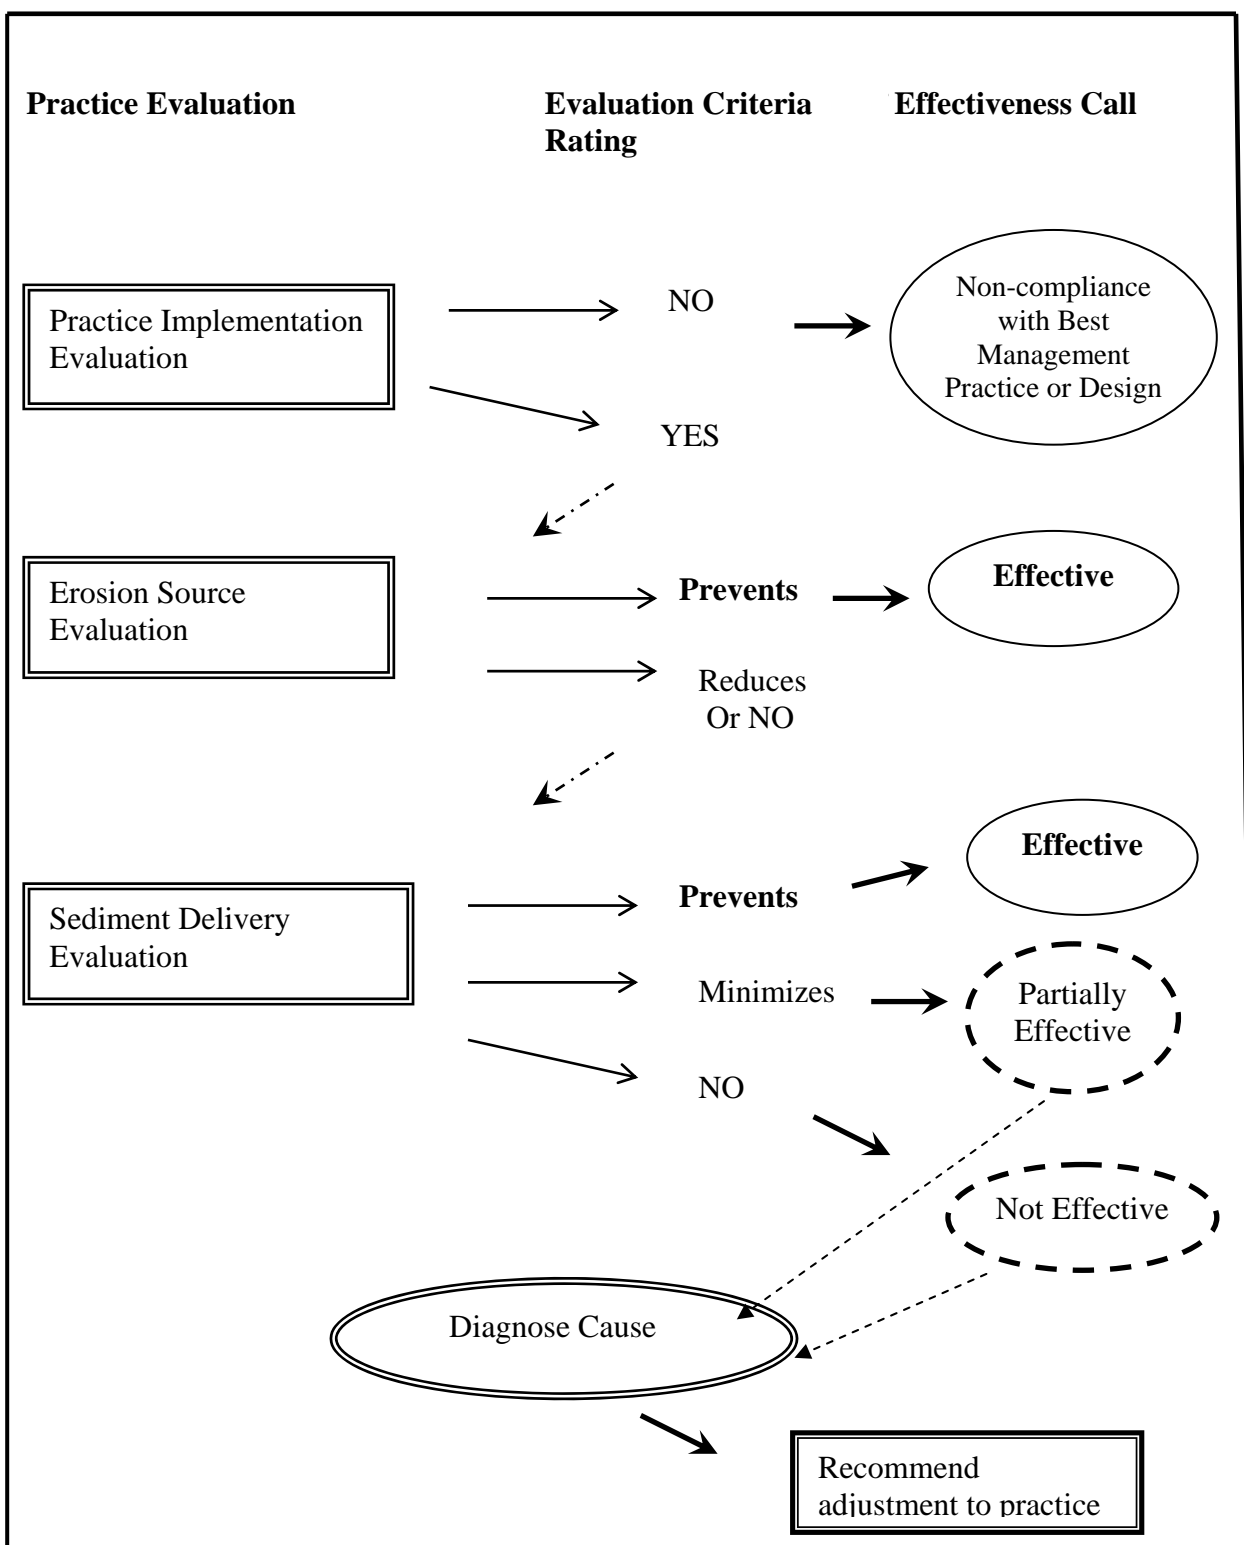 Practice Evaluation
Evaluation Criteria
Rating
Effectiveness Call
Practice Implementation
Evaluation
NO
YES
Non-compliance
with Best
Management
Practice or Design
Erosion Source
Evaluation
Prevents
Reduces
Or NO
Effective
Sediment Delivery
Evaluation
Prevents
Minimizes
NO
Effective
Partially
Effective
Not Effective
Diagnose Cause
Recommend
adjustment to practice